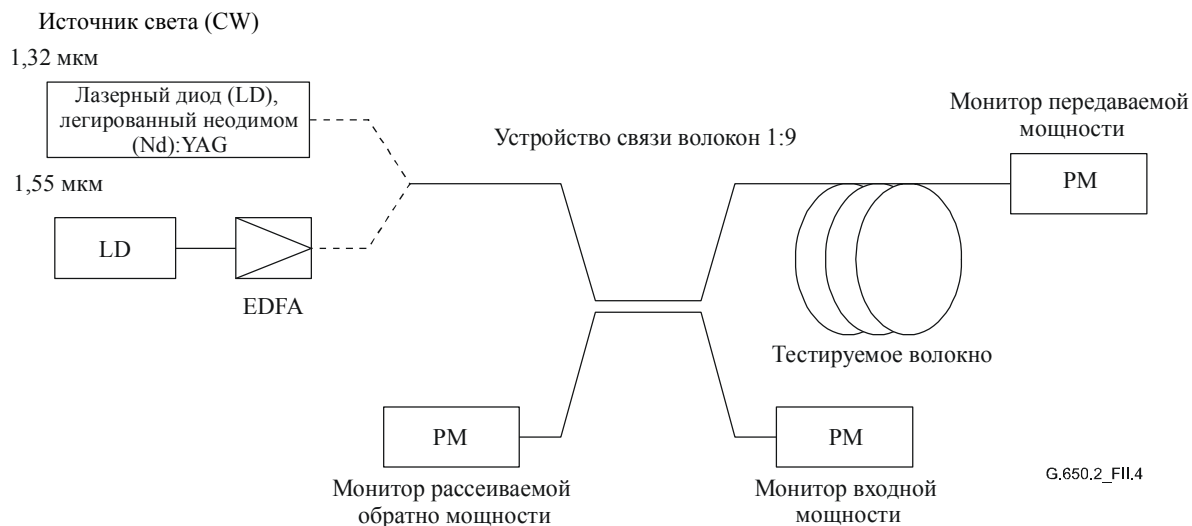 Источник света (CW)
1,32 мкм
Лазерный диод (LD),
легированный неодимом
(Nd):YAG
1,55 мкм
LD
EDFA
Устройство связи волокон 1:9
Монитор передаваемой
мощности
PM
Тестируемое волокно
PM
Монитор рассеиваемой
обратно мощности
PM
Монитор входной
мощности
G.650.2_FII.4